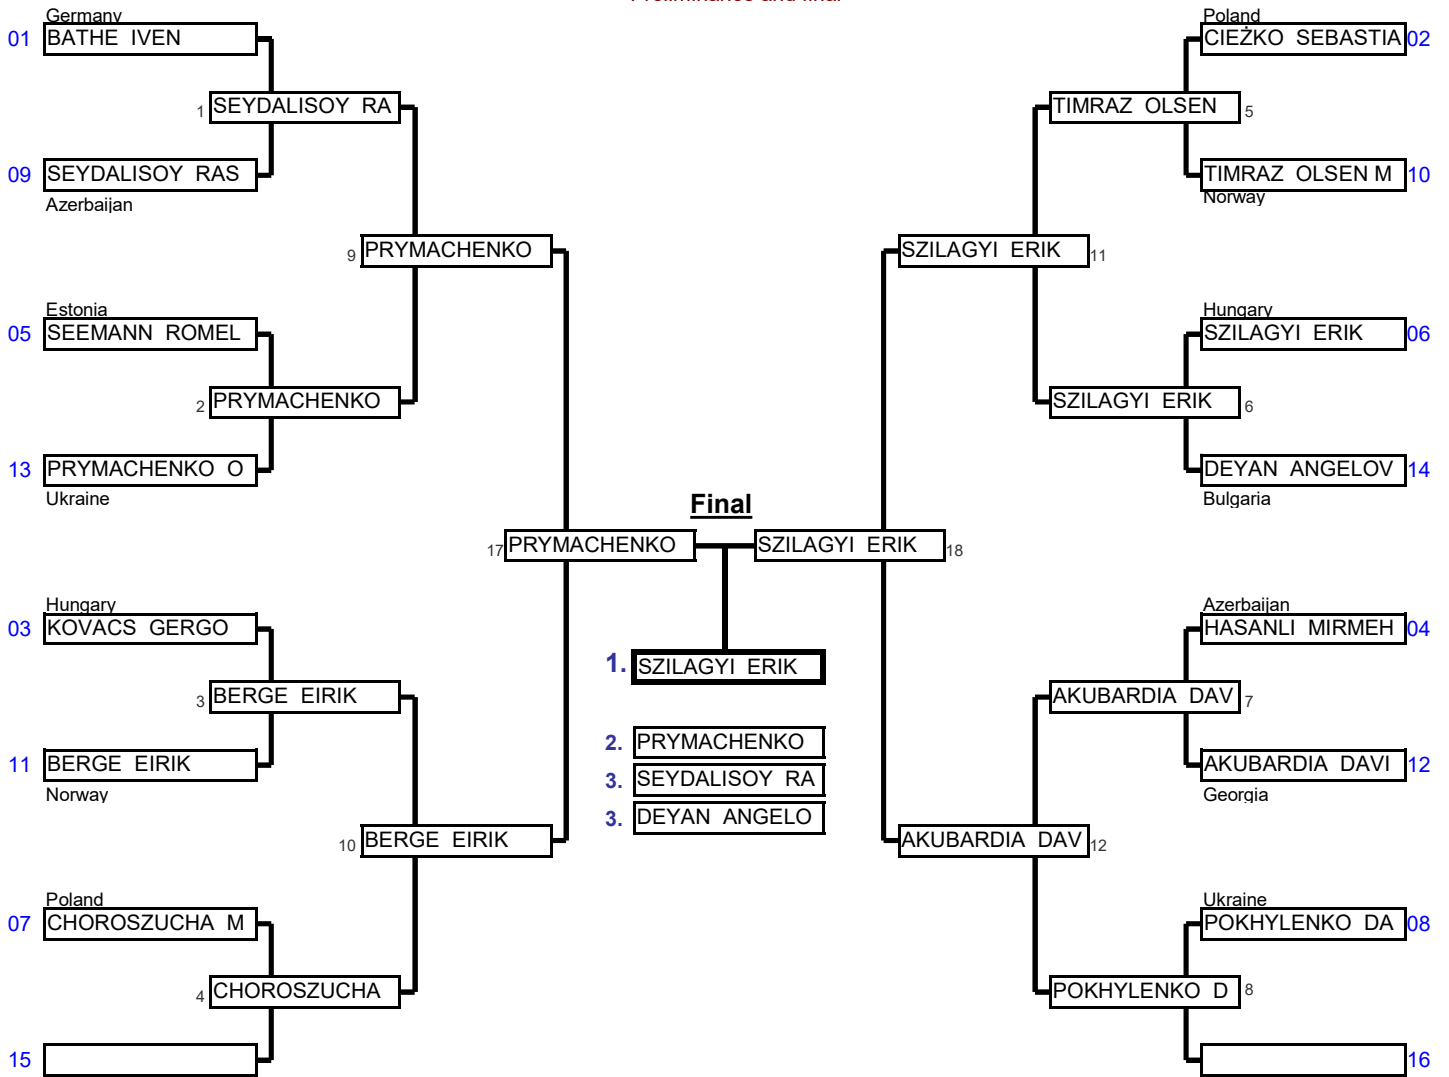 Germany
01 BATHE IVEN
1 SEYDALISOY RA
09 SEYDALISOY RAS
Azerbaijan
9 PRYMACHENKO
Estonia
05 SEEMANN ROMEL
2 PRYMACHENKO
13 PRYMACHENKO O
Ukraine
17 PRYMACHENKO
Hungary
03 KOVACS GERGO
3 BERGE EIRIK
11 BERGE EIRIK
Norway
10 BERGE EIRIK
Poland
07 CHOROSZUCHA M
4 CHOROSZUCHA
15
Final
1. SZILAGYI ERIK
2. PRYMACHENKO
3. SEYDALISOY RA
3. DEYAN ANGELO
Poland
CIEŻKO SEBASTIA 02
TIMRAZ OLSEN 5
TIMRAZ OLSEN M 10
Norway
SZILAGYI ERIK 11
Hungary
SZILAGYI ERIK 06
SZILAGYI ERIK 6
DEYAN ANGELOV 14
Bulgaria
SZILAGYI ERIK 18
Azerbaijan
HASANLI MIRMEH 04
AKUBARDIA DAV 7
AKUBARDIA DAVI 12
Georgia
AKUBARDIA DAV 12
Ukraine
POKHYLENKO DA 08
POKHYLENKO D 8
16